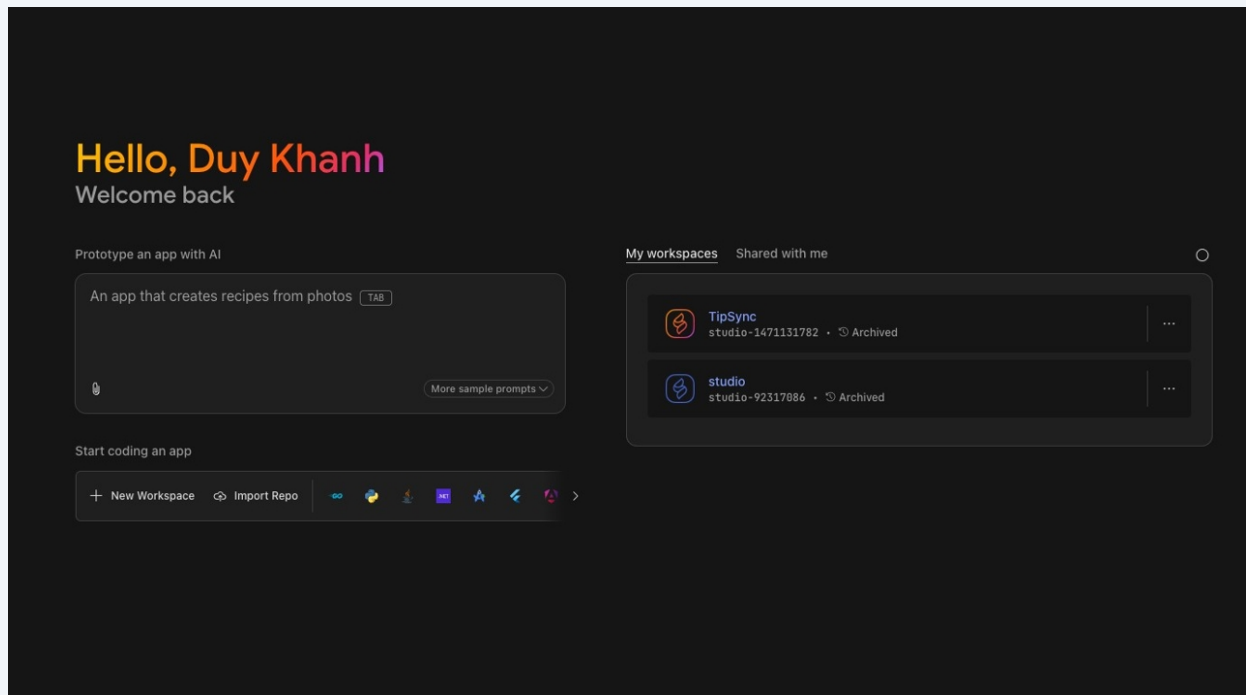 Hello, Duy Khanh
Welcome back
Prototype an app with AI
An app that creates recipes from photos TAB
More sample prompts
Start coding an app
+ New Workspace Import Repo GO .NET
My workspaces Shared with me
TipSync
studio-1471131782 • Archived
studio
studio-92317086 • Archived